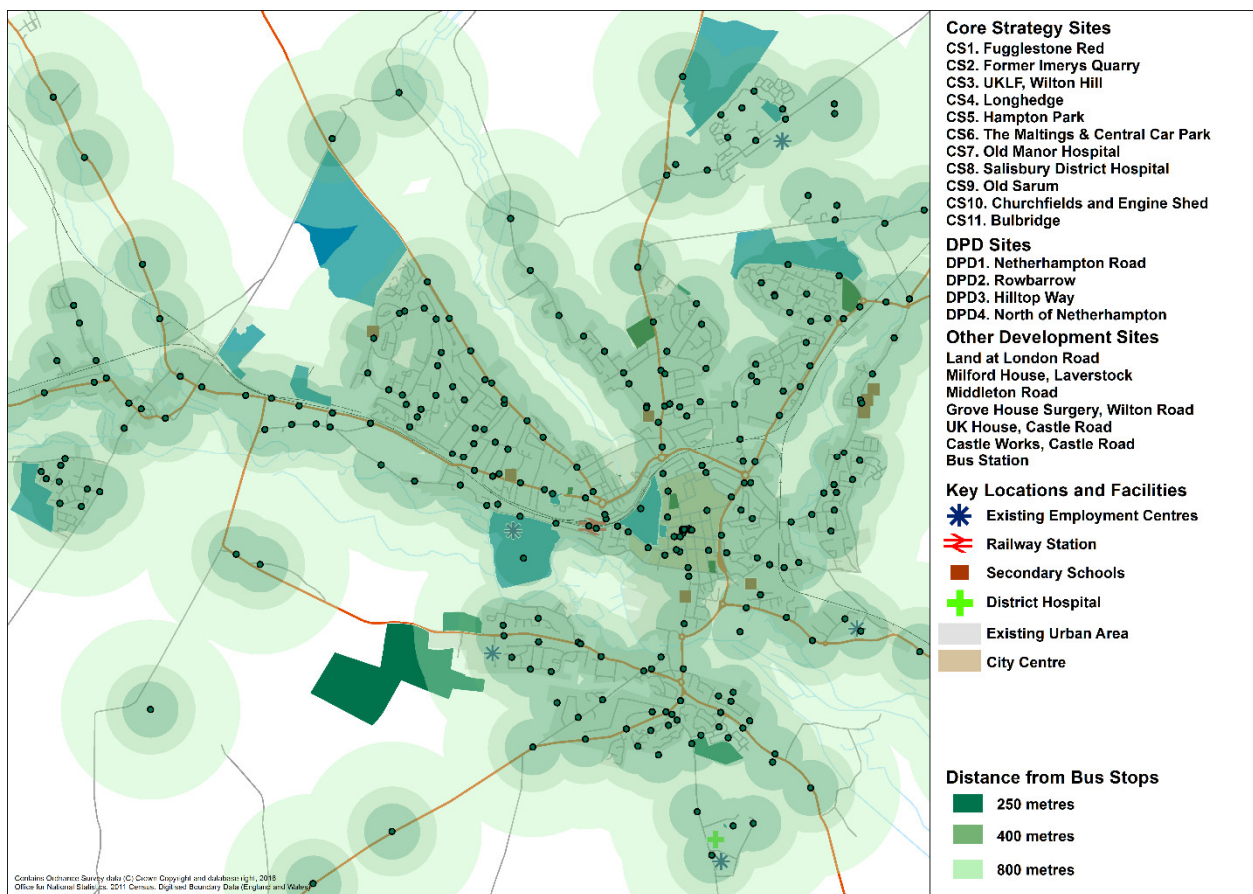 Core Strategy Sites
CS1. Fugglestone Red
CS2. Former Imerys Quarry
CS3. UKLF, Wilton Hill
CS4. Longhedge
CS5. Hampton Park
CS6. The Maltings & Central Car Park
CS7. Old Manor Hospital
CS8. Salisbury District Hospital
CS9. Old Sarum
CS10. Churchfields and Engine Shed
CS11. Bulbridge
DPD Sites
DPD1. Netherhampton Road
DPD2. Rowbarrow
DPD3. Hilltop Way
DPD4. North of Netherhampton
Other Development Sites
Land at London Road
Milford House, Laverstock
Middleton Road
Grove House Surgery, Wilton Road
UK House, Castle Road
Castle Works, Castle Road
Bus Station
Key Locations and Facilities
Existing Employment Centres
Railway Station
Secondary Schools
District Hospital
Existing Urban Area
City Centre
Distance from Bus Stops
250 metres
400 metres
800 metres
Contains Ordnance Survey data (C) Crown Copyright and database right, 2016
Office for National Statistics, 2011 Census, Digitised Boundary Data (England and Wales)